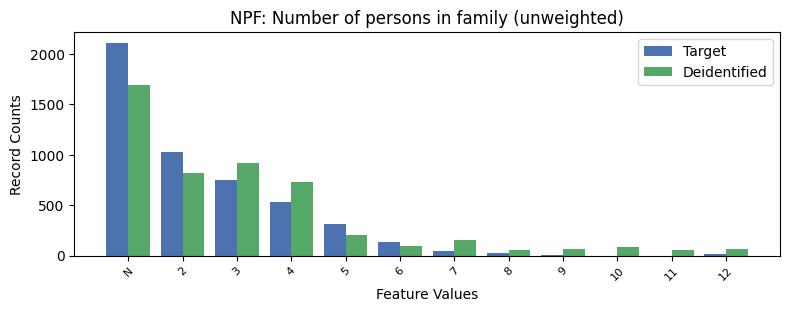 NPF: Number of persons in family (unweighted)
Target
Deidentified
Record Counts
2000
1500
1000
500
0
N 2 3 4 5 6 7 8 9 10 11 12
Feature Values